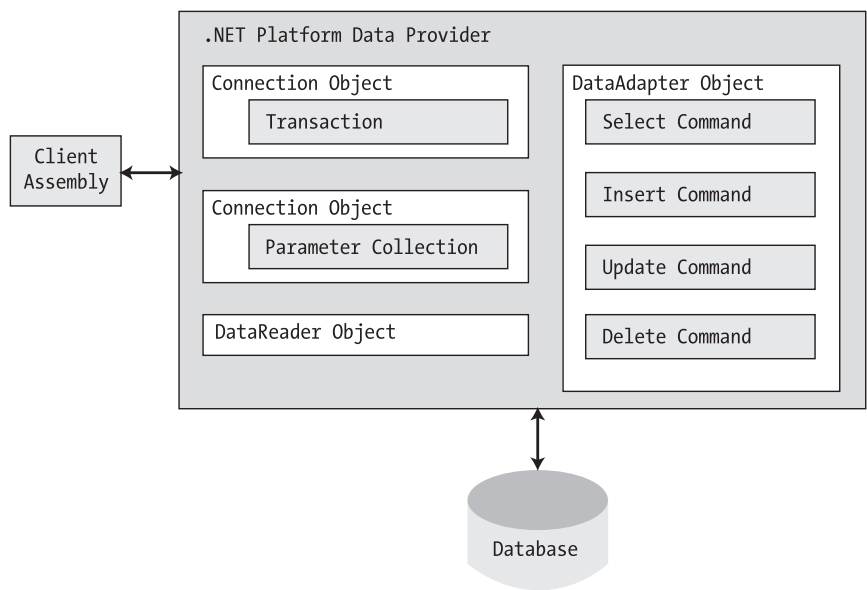 .NET Platform Data Provider
Connection Object
Transaction
Connection Object
Parameter Collection
DataReader Object
DataAdapter Object
Select Command
Insert Command
Update Command
Delete Command
Client
Assembly
Database